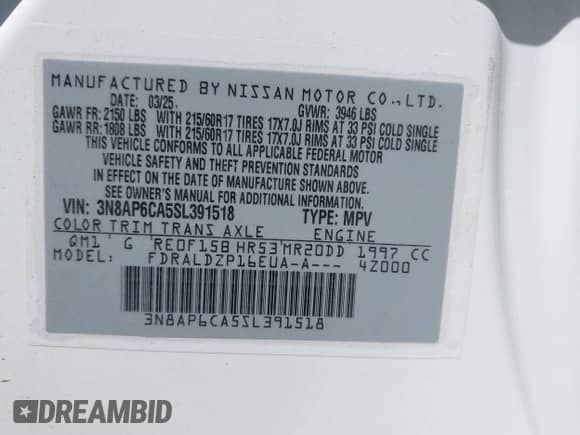 MANUFACTURED BY NISSAN MOTOR CO., LTD.
DATE: 03/25. GVWR: 3946 LBS
GAWR FR: 2150 LBS WITH 215/60R17 TIRES 17X7.0J RIMS AT 33 PSI COLD SINGLE
GAWR RR: 1808 LBS WITH 215/60R17 TIRES 17X7.0J RIMS AT 33 PSI COLD SINGLE
THIS VEHICLE CONFORMS TO ALL APPLICABLE FEDERAL MOTOR
VEHICLE SAFETY AND THEFT PREVENTION STANDARDS
IN EFFECT ON THE DATE OF MANUFACTURE SHOWN ABOVE.
SEE OWNER'S MANUAL FOR ADDITIONAL INFORMATION.
VIN: 3N8AP6CA5SL391518 TYPE: MPV
COLOR TRIM TRANS AXLE ENGINE
QM1 G RE0F15B HR53 MR20DD 1997 CC
MODEL: FDRALDZP16EUA-A--- 4Z000
3N8AP6CA5SL391518
DREAMBID